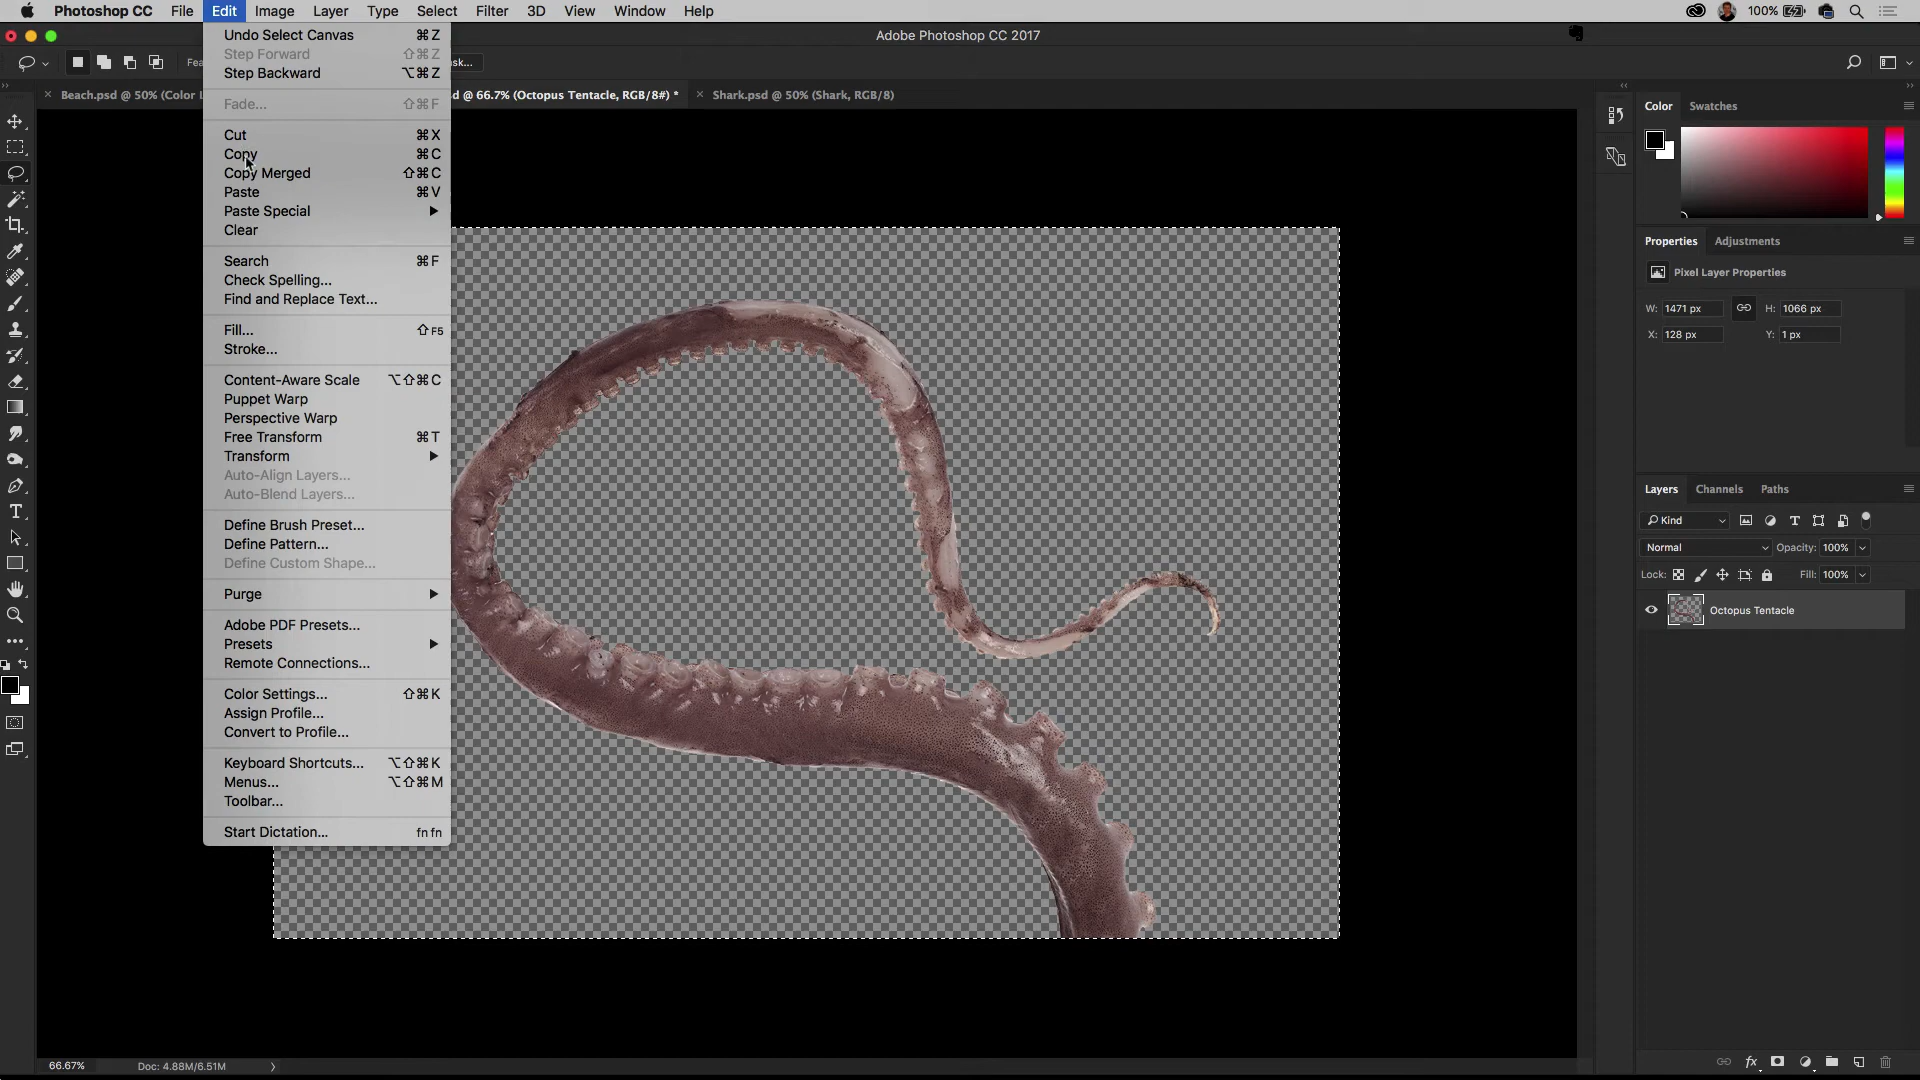 Photoshop CC File Edit Image Layer Type Select Filter 3D View Window Help 100%
Adobe Photoshop CC 2017
Beach.psd @ 50% (Color L
d @ 66.7% (Octopus Tentacle, RGB/8#) *
Shark.psd @ 50% (Shark, RGB/8)
Undo Select Canvas ⌘Z
Step Forward ⇧⌘Z
Step Backward ⌥⌘Z
Fade... ⇧⌘F
Cut ⌘X
Copy ⌘C
Copy Merged ⇧⌘C
Paste ⌘V
Paste Special
Clear
Search ⌘F
Check Spelling...
Find and Replace Text...
Fill... ⇧F5
Stroke...
Content-Aware Scale ⌥⇧⌘C
Puppet Warp
Perspective Warp
Free Transform ⌘T
Transform
Auto-Align Layers...
Auto-Blend Layers...
Define Brush Preset...
Define Pattern...
Define Custom Shape...
Purge
Adobe PDF Presets...
Presets
Remote Connections...
Color Settings... ⇧⌘K
Assign Profile...
Convert to Profile...
Keyboard Shortcuts... ⌥⇧⌘K
Menus... ⌥⇧⌘M
Toolbar...
Start Dictation... fn fn
Color Swatches
Properties Adjustments
Pixel Layer Properties
W: 1471 px H: 1066 px
X: 128 px Y: 1 px
Layers Channels Paths
Kind
Normal Opacity: 100%
Lock: Fill: 100%
Octopus Tentacle
66.67% Doc: 4.88M/6.51M